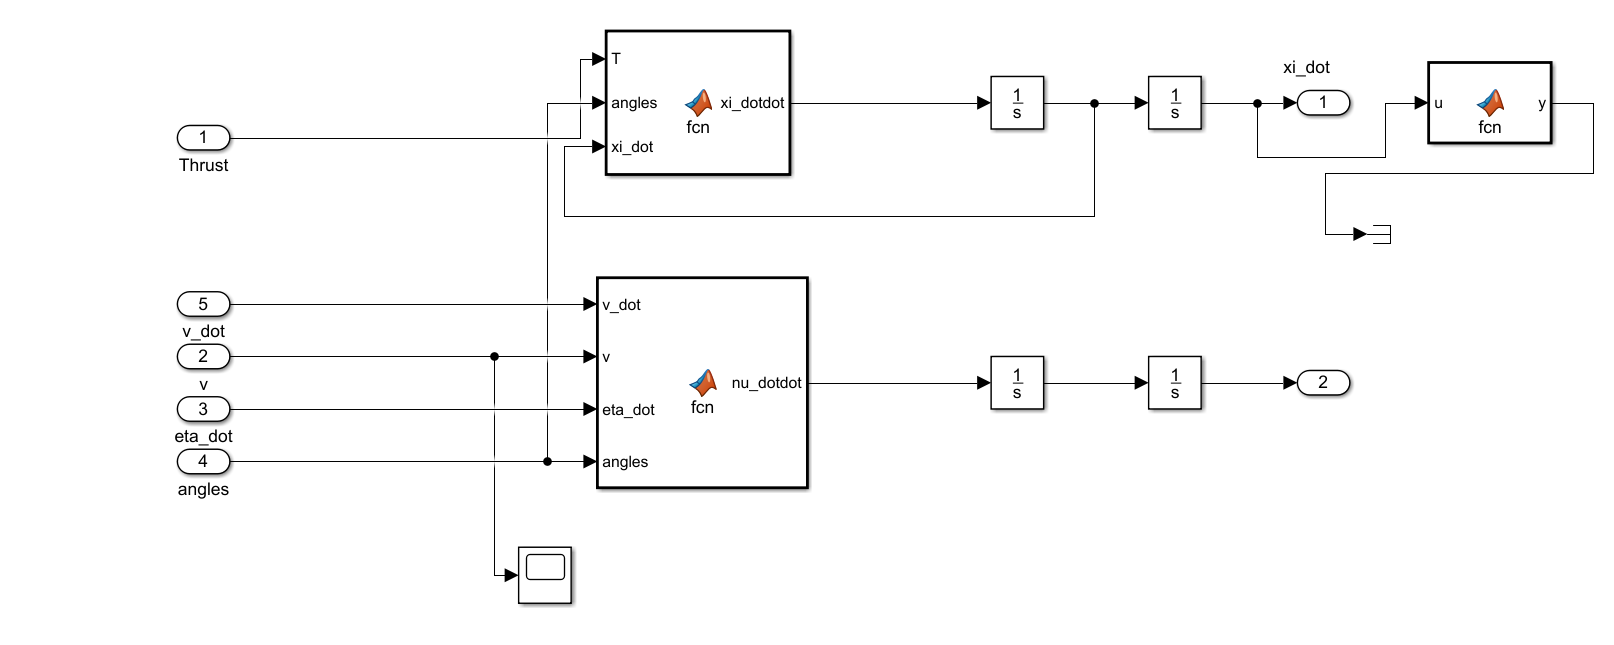 T
angles
xi_dot
xi_dotdot
fcn
1
Thrust
1
s
1
s
xi_dot
1
u
y
fcn
5
v_dot
2
v
3
eta_dot
4
angles
v_dot
v
eta_dot
angles
nu_dotdot
fcn
1
s
1
s
2